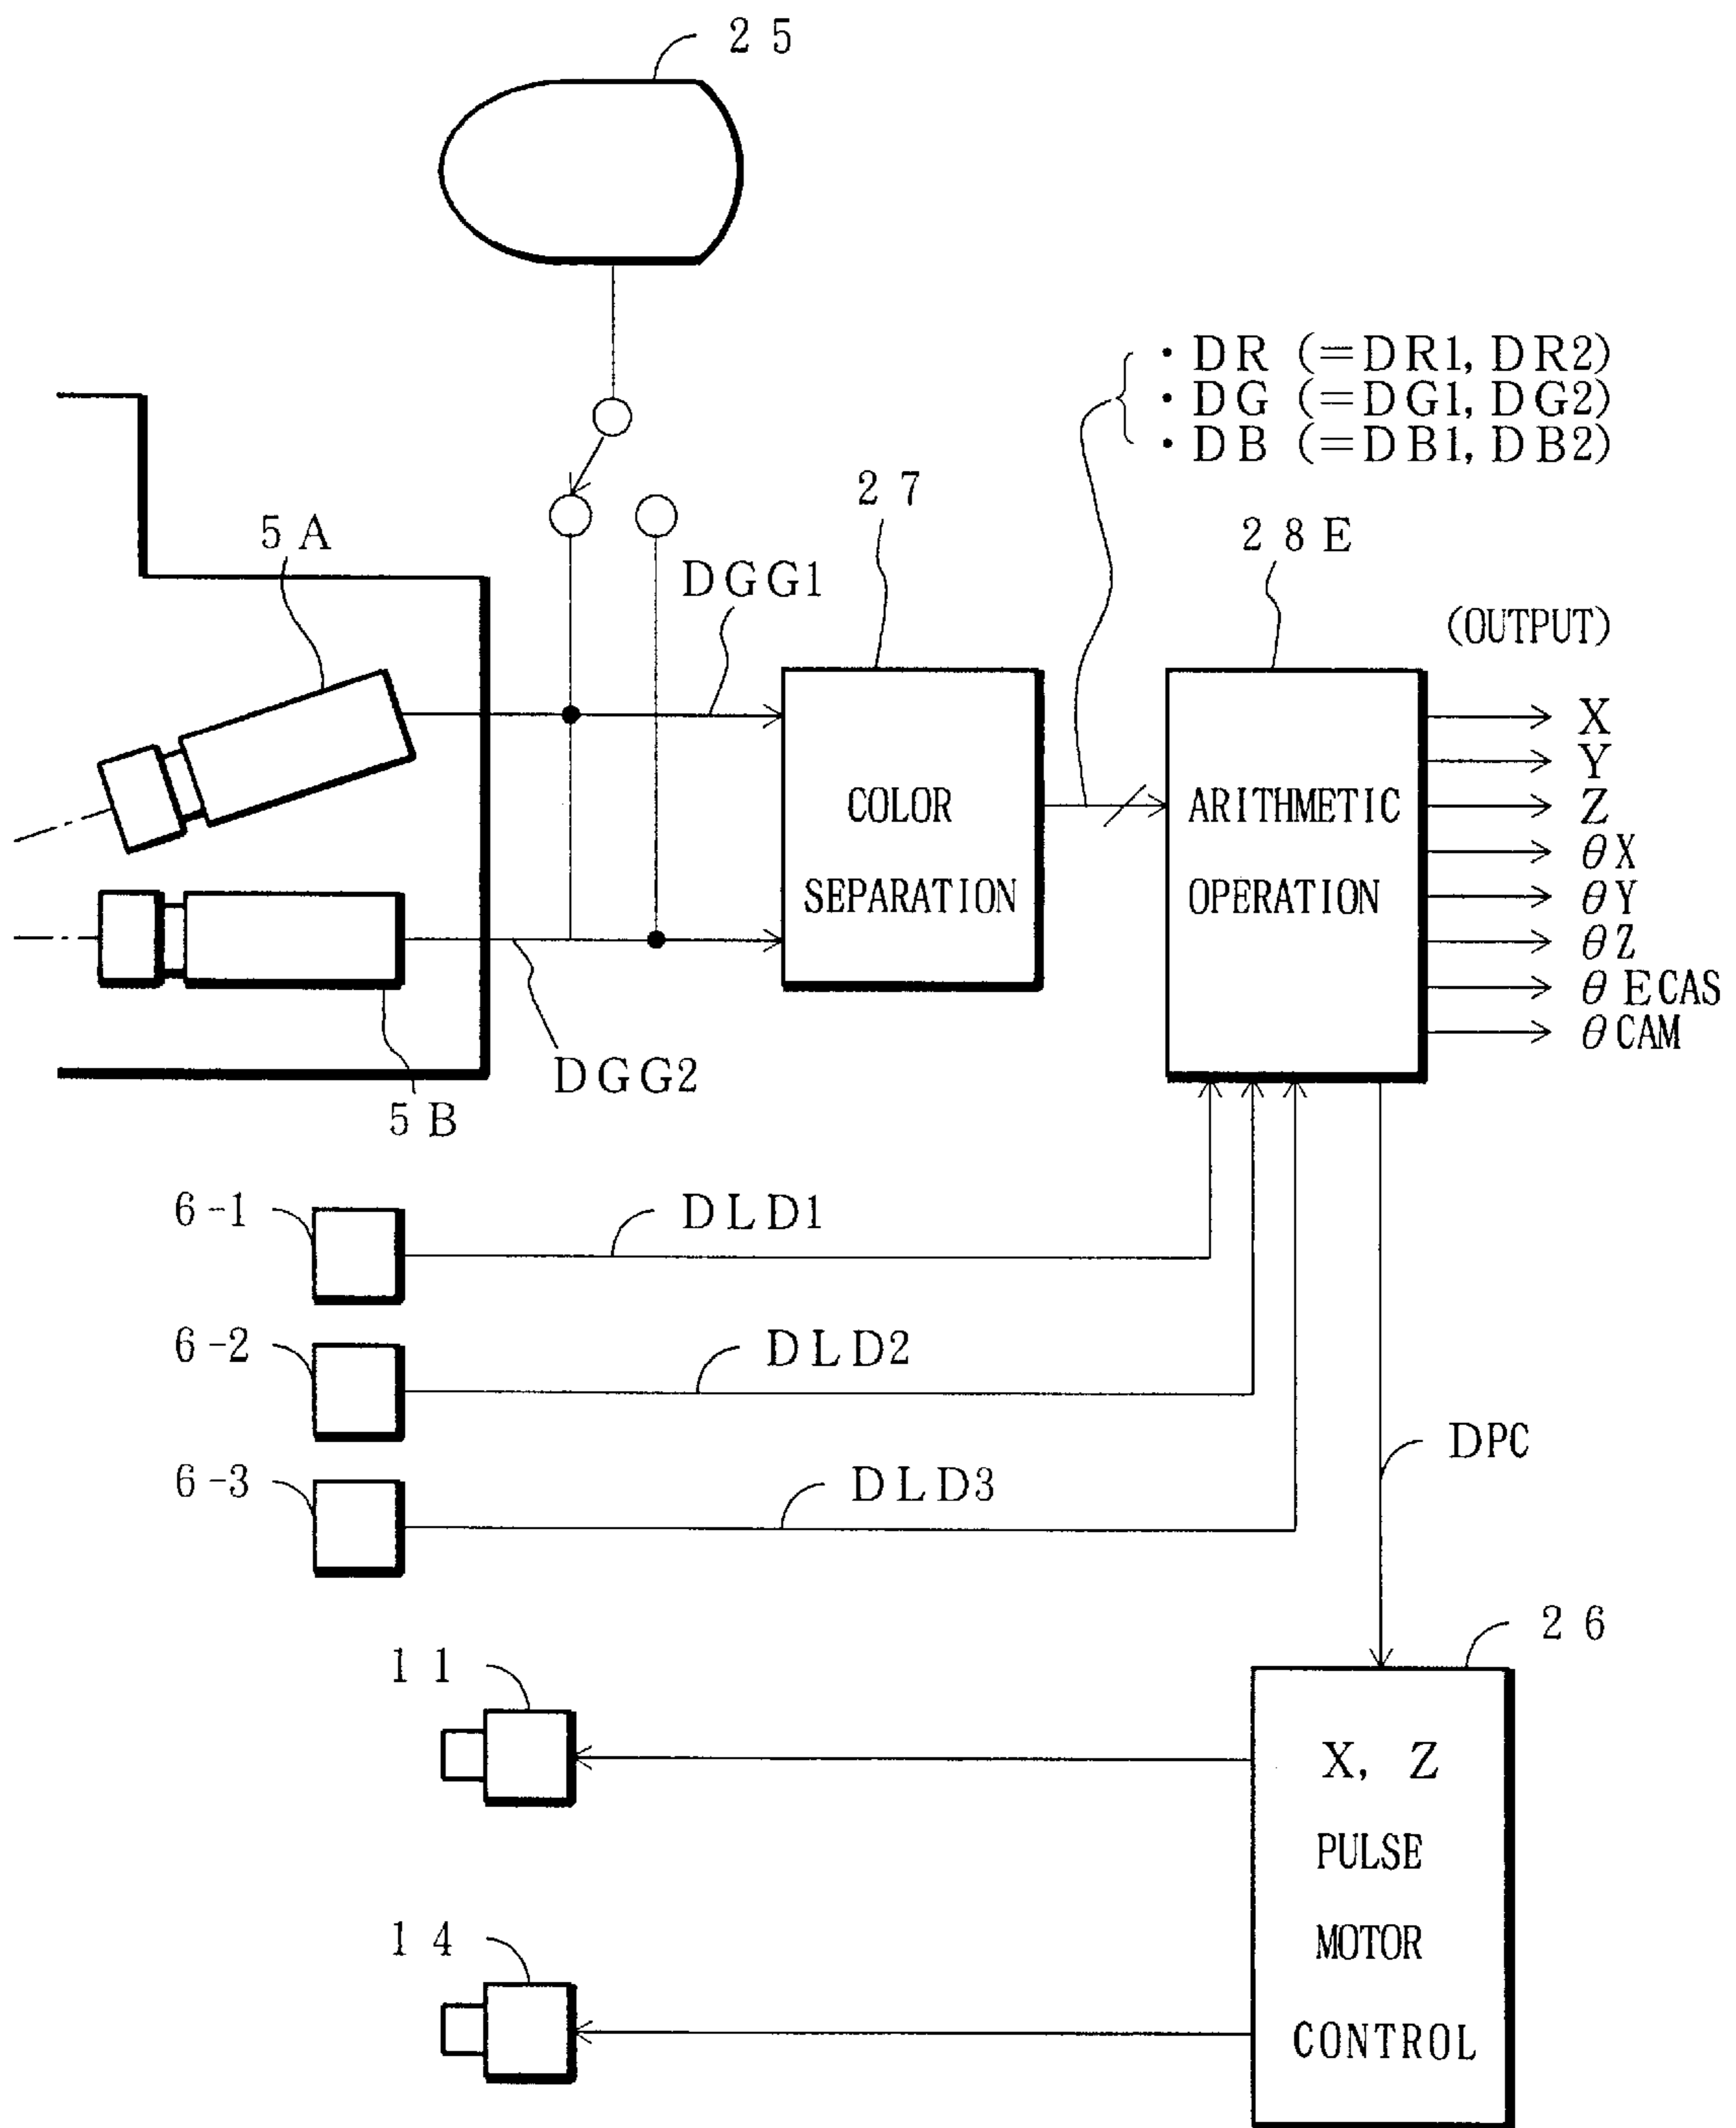 25
・DR (=DR1, DR2)
・DG (=DG1, DG2)
・DB (=DB1, DB2)
27
5A
28E
DGG1
(OUTPUT)
X
Y
COLOR
SEPARATION
ARITHMETIC
OPERATION
Z
θX
θY
θZ
θECAS
θCAM
DGG2
5B
6-1
DLD1
6-2
DLD2
6-3
DLD3
DPC
26
11
X, Z
PULSE
MOTOR
CONTROL
14